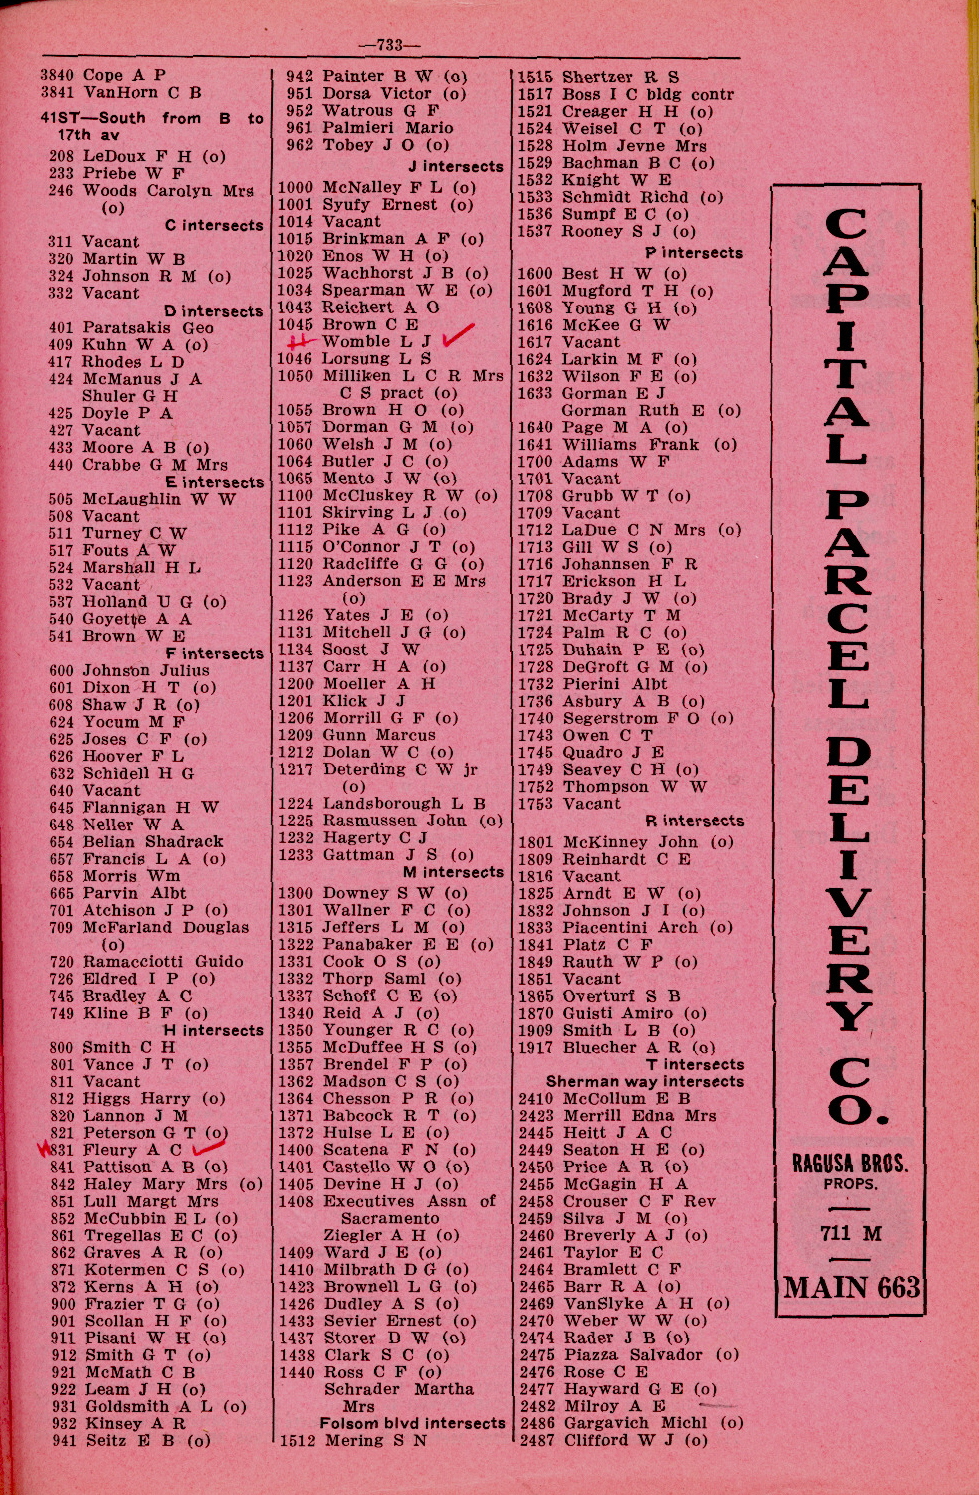 —733—
3840 Cope A P
3841 VanHorn C B
41ST—South from B to
17th av
208 LeDoux F H (o)
233 Priebe W F
246 Woods Carolyn Mrs
(o)
C intersects
311 Vacant
320 Martin W B
324 Johnson R M (o)
332 Vacant
D intersects
401 Paratsakis Geo
409 Kuhn W A (o)
417 Rhodes L D
424 McManus J A
Shuler G H
425 Doyle P A
427 Vacant
433 Moore A B (o)
440 Crabbe G M Mrs
E intersects
505 McLaughlin W W
508 Vacant
511 Turney C W
517 Fouts A W
524 Marshall H L
532 Vacant
537 Holland U G (o)
540 Goyette A A
541 Brown W E
F intersects
600 Johnson Julius
601 Dixon H T (o)
608 Shaw J R (o)
624 Yocum M F
625 Joses C F (o)
626 Hoover F L
632 Schidell H G
640 Vacant
645 Flannigan H W
648 Neller W A
654 Belian Shadrack
657 Francis L A (o)
658 Morris Wm
665 Parvin Albt
701 Atchison J P (o)
709 McFarland Douglas
(o)
720 Ramacciotti Guido
726 Eldred I P (o)
745 Bradley A C
749 Kline B F (o)
H intersects
800 Smith C H
801 Vance J T (o)
811 Vacant
812 Higgs Harry (o)
820 Lannon J M
821 Peterson G T (o)
831 Fleury A C
841 Pattison A B (o)
842 Haley Mary Mrs (o)
851 Lull Margt Mrs
852 McCubbin E L (o)
861 Tregellas E C (o)
862 Graves A R (o)
871 Kotermen C S (o)
872 Kerns A H (o)
900 Frazier T G (o)
901 Scollan H F (o)
911 Pisani W H (o)
912 Smith G T (o)
921 McMath C B
922 Leam J H (o)
931 Goldsmith A L (o)
932 Kinsey A R
941 Seitz E B (o)
942 Painter B W (o)
951 Dorsa Victor (o)
952 Watrous G F
961 Palmieri Mario
962 Tobey J O (o)
J intersects
1000 McNalley F L (o)
1001 Syufy Ernest (o)
1014 Vacant
1015 Brinkman A F (o)
1020 Enos W H (o)
1025 Wachhorst J B (o)
1034 Spearman W E (o)
1043 Reichert A O
1045 Brown C E
Womble L J
1046 Lorsung L S
1050 Milliken L C R Mrs
C S pract (o)
1055 Brown H O (o)
1057 Dorman G M (o)
1060 Welsh J M (o)
1064 Butler J C (o)
1065 Mento J W (o)
1100 McCluskey R W (o)
1101 Skirving L J (o)
1112 Pike A G (o)
1115 O'Connor J T (o)
1120 Radcliffe G G (o)
1123 Anderson E E Mrs
(o)
1126 Yates J E (o)
1131 Mitchell J G (o)
1134 Soost J W
1137 Carr H A (o)
1200 Moeller A H
1201 Klick J J
1206 Morrill G F (o)
1209 Gunn Marcus
1212 Dolan W C (o)
1217 Deterding C W jr
(o)
1224 Landsborough L B
1225 Rasmussen John (o)
1232 Hagerty C J
1233 Gattman J S (o)
M intersects
1300 Downey S W (o)
1301 Wallner F C (o)
1315 Jeffers L M (o)
1322 Panabaker E E (o)
1331 Cook O S (o)
1332 Thorp Saml (o)
1337 Schoff C E (o)
1340 Reid A J (o)
1350 Younger R C (o)
1355 McDuffee H S (o)
1357 Brendel F P (o)
1362 Madson C S (o)
1364 Chesson P R (o)
1371 Babcock R T (o)
1372 Hulse L E (o)
1400 Scatena F N (o)
1401 Castello W O (o)
1405 Devine H J (o)
1408 Executives Assn of
Sacramento
Ziegler A H (o)
1409 Ward J E (o)
1410 Milbrath D G (o)
1423 Brownell L G (o)
1426 Dudley A S (o)
1433 Sevier Ernest (o)
1437 Storer D W (o)
1438 Clark S C (o)
1440 Ross C F (o)
Schrader Martha
Mrs
Folsom blvd intersects
1512 Mering S N
1515 Shertzer R S
1517 Boss I C bldg contr
1521 Creager H H (o)
1524 Weisel C T (o)
1528 Holm Jevne Mrs
1529 Bachman B C (o)
1532 Knight W E
1533 Schmidt Richd (o)
1536 Sumpf E C (o)
1537 Rooney S J (o)
P intersects
1600 Best H W (o)
1601 Mugford T H (o)
1608 Young G H (o)
1616 McKee G W
1617 Vacant
1624 Larkin M F (o)
1632 Wilson F E (o)
1633 Gorman E J
Gorman Ruth E (o)
1640 Page M A (o)
1641 Williams Frank (o)
1700 Adams W F
1701 Vacant
1708 Grubb W T (o)
1709 Vacant
1712 LaDue C N Mrs (o)
1713 Gill W S (o)
1716 Johannsen F R
1717 Erickson H L
1720 Brady J W (o)
1721 McCarty T M
1724 Palm R C (o)
1725 Duhain P E (o)
1728 DeGroft G M (o)
1732 Pierini Albt
1736 Asbury A B (o)
1740 Segerstrom F O (o)
1743 Owen C T
1745 Quadro J E
1749 Seavey C H (o)
1752 Thompson W W
1753 Vacant
R intersects
1801 McKinney John (o)
1809 Reinhardt C E
1816 Vacant
1825 Arndt E W (o)
1832 Johnson J I (o)
1833 Piacentini Arch (o)
1841 Platz C F
1849 Rauth W P (o)
1851 Vacant
1865 Overturf S B
1870 Guisti Amiro (o)
1909 Smith L B (o)
1917 Bluecher A R (o)
T intersects
Sherman way intersects
2410 McCollum E B
2423 Merrill Edna Mrs
2445 Heitt J A C
2449 Seaton H E (o)
2450 Price A R (o)
2455 McGagin H A
2458 Crouser C F Rev
2459 Silva J M (o)
2460 Breverly A J (o)
2461 Taylor E C
2464 Bramlett C F
2465 Barr R A (o)
2469 VanSlyke A H (o)
2470 Weber W W (o)
2474 Rader J B (o)
2475 Piazza Salvador (o)
2476 Rose C E
2477 Hayward G E (o)
2482 Milroy A E
2486 Gargavich Michl (o)
2487 Clifford W J (o)
CAPITAL PARCEL DELIVERY CO.
RAGUSA BROS.
PROPS.
711 M
MAIN 663